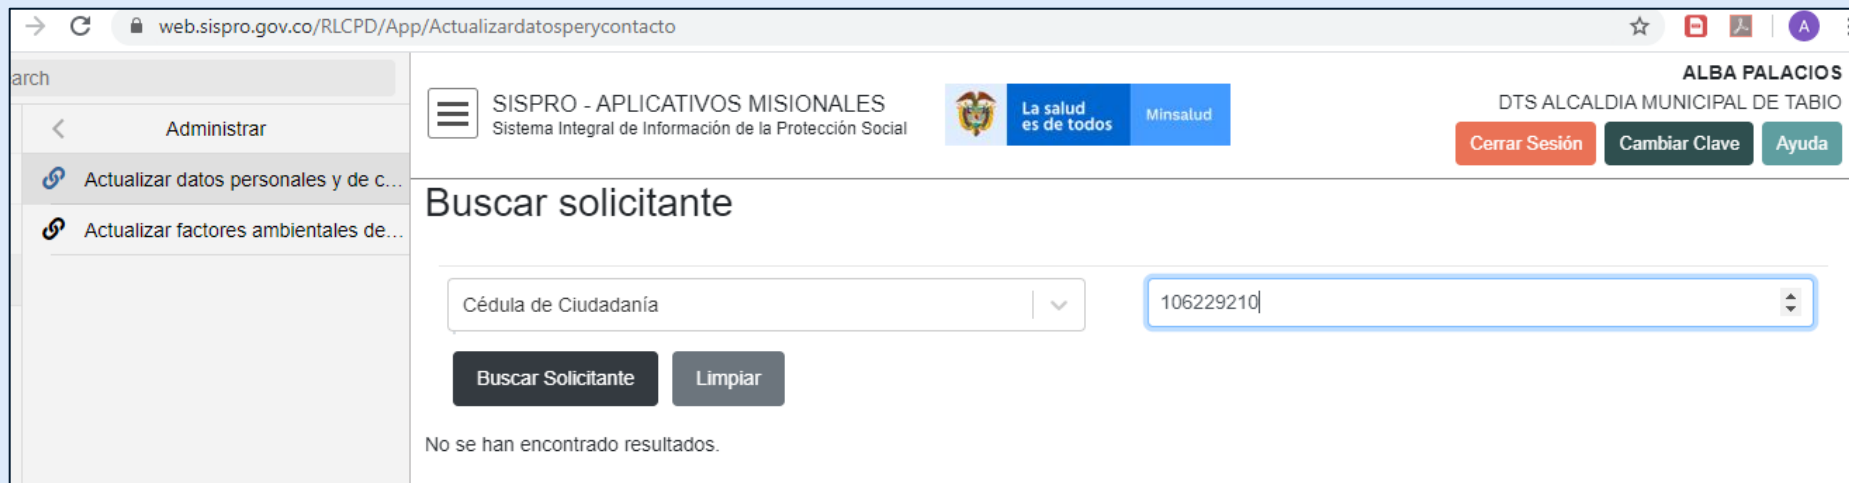 web.sispro.gov.co/RLCPD/App/Actualizardatosperycontacto
A
arch
Administrar
Actualizar datos personales y de c...
Actualizar factores ambientales de...
SISPRO - APLICATIVOS MISIONALES
Sistema Integral de Información de la Protección Social
La salud
es de todos
Minsalud
ALBA PALACIOS
DTS ALCALDIA MUNICIPAL DE TABIO
Cerrar Sesión
Cambiar Clave
Ayuda
Buscar solicitante
Cédula de Ciudadanía
106229210
Buscar Solicitante
Limpiar
No se han encontrado resultados.